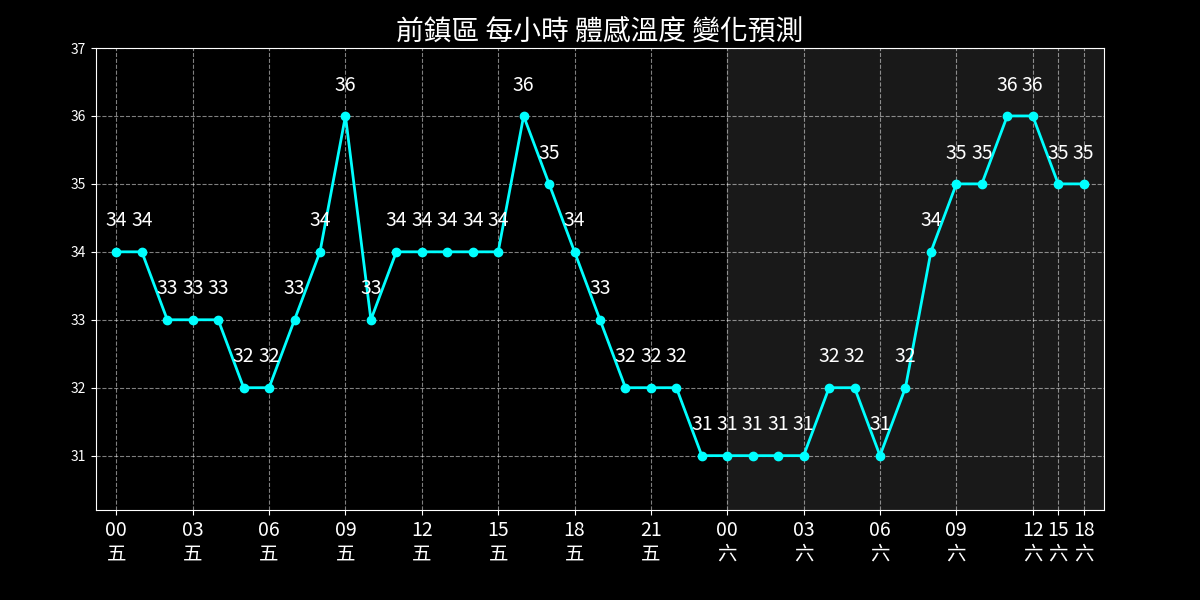 前鎮區 每小時 體感溫度 變化預測
37
36 36 36 36
36
35 35 35 35 35
35
34 34 34 34 34 34 34 34 34 34
34
33 33 33 33 33 33
33
32 32 32 32 32 32 32 32
32
31 31 31 31 31 31
31
00 03 06 09 12 15 18 21 00 03 06 09 12 15 18
五 五 五 五 五 五 五 五 六 六 六 六 六 六 六